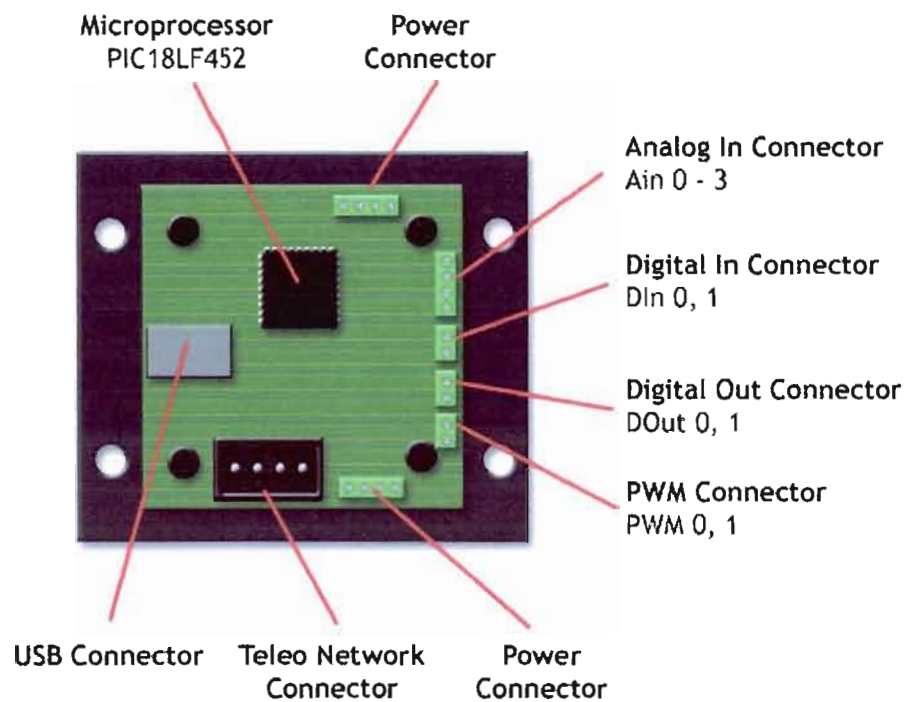 Microprocessor
PIC18LF452
Power
Connector
Analog In Connector
Ain 0 - 3
Digital In Connector
DIn 0, 1
Digital Out Connector
DOut 0, 1
PWM Connector
PWM 0, 1
USB Connector
Teleo Network
Connector
Power
Connector